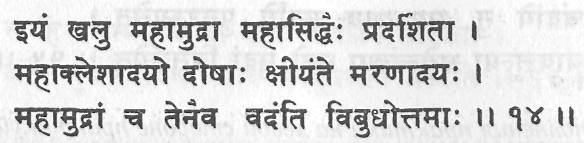 इयं खलु महामुद्रा महासिद्धैः प्रदर्शिता ।
महाक्लेशादयो दोषाः क्षीयंते मरणादयः ।
महामुद्रां च तेनैव वदंति विबुधोत्तमाः ।। १४ ।।